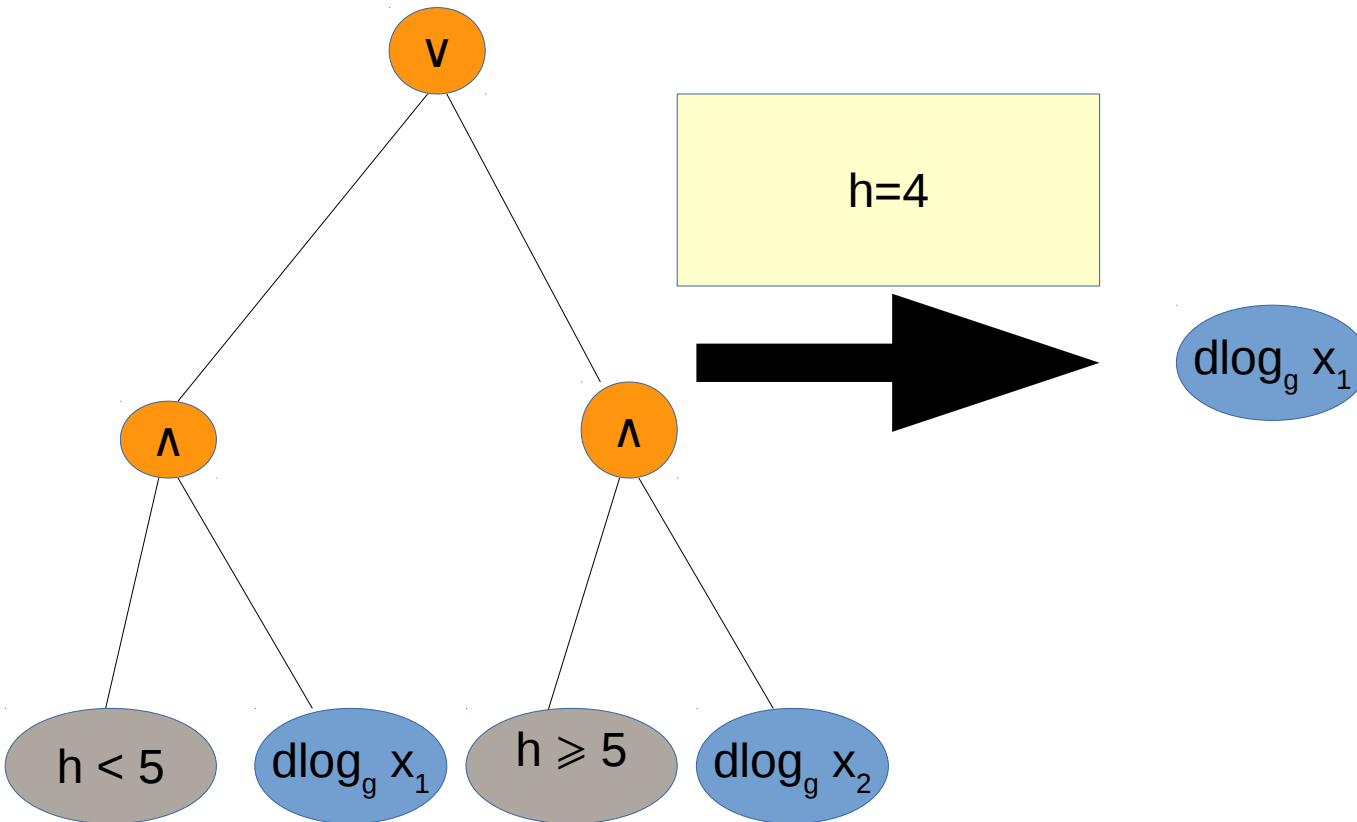 ∨
h=4
dlog_g x_1
∧
∧
h < 5
dlog_g x_1
h ⩾ 5
dlog_g x_2